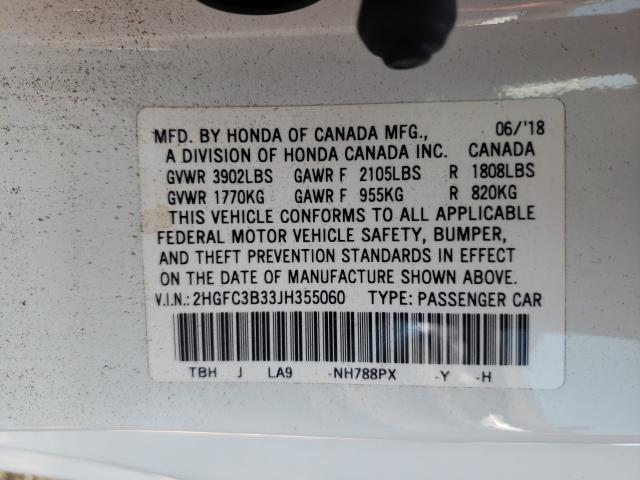 MFD. BY HONDA OF CANADA MFG., 06/'18
A DIVISION OF HONDA CANADA INC. CANADA
GVWR 3902LBS GAWR F 2105LBS R 1808LBS
GVWR 1770KG GAWR F 955KG R 820KG
THIS VEHICLE CONFORMS TO ALL APPLICABLE
FEDERAL MOTOR VEHICLE SAFETY, BUMPER,
AND THEFT PREVENTION STANDARDS IN EFFECT
ON THE DATE OF MANUFACTURE SHOWN ABOVE.
V.I.N.: 2HGFC3B33JH355060 TYPE: PASSENGER CAR
TBH J LA9 -NH788PX -Y -H